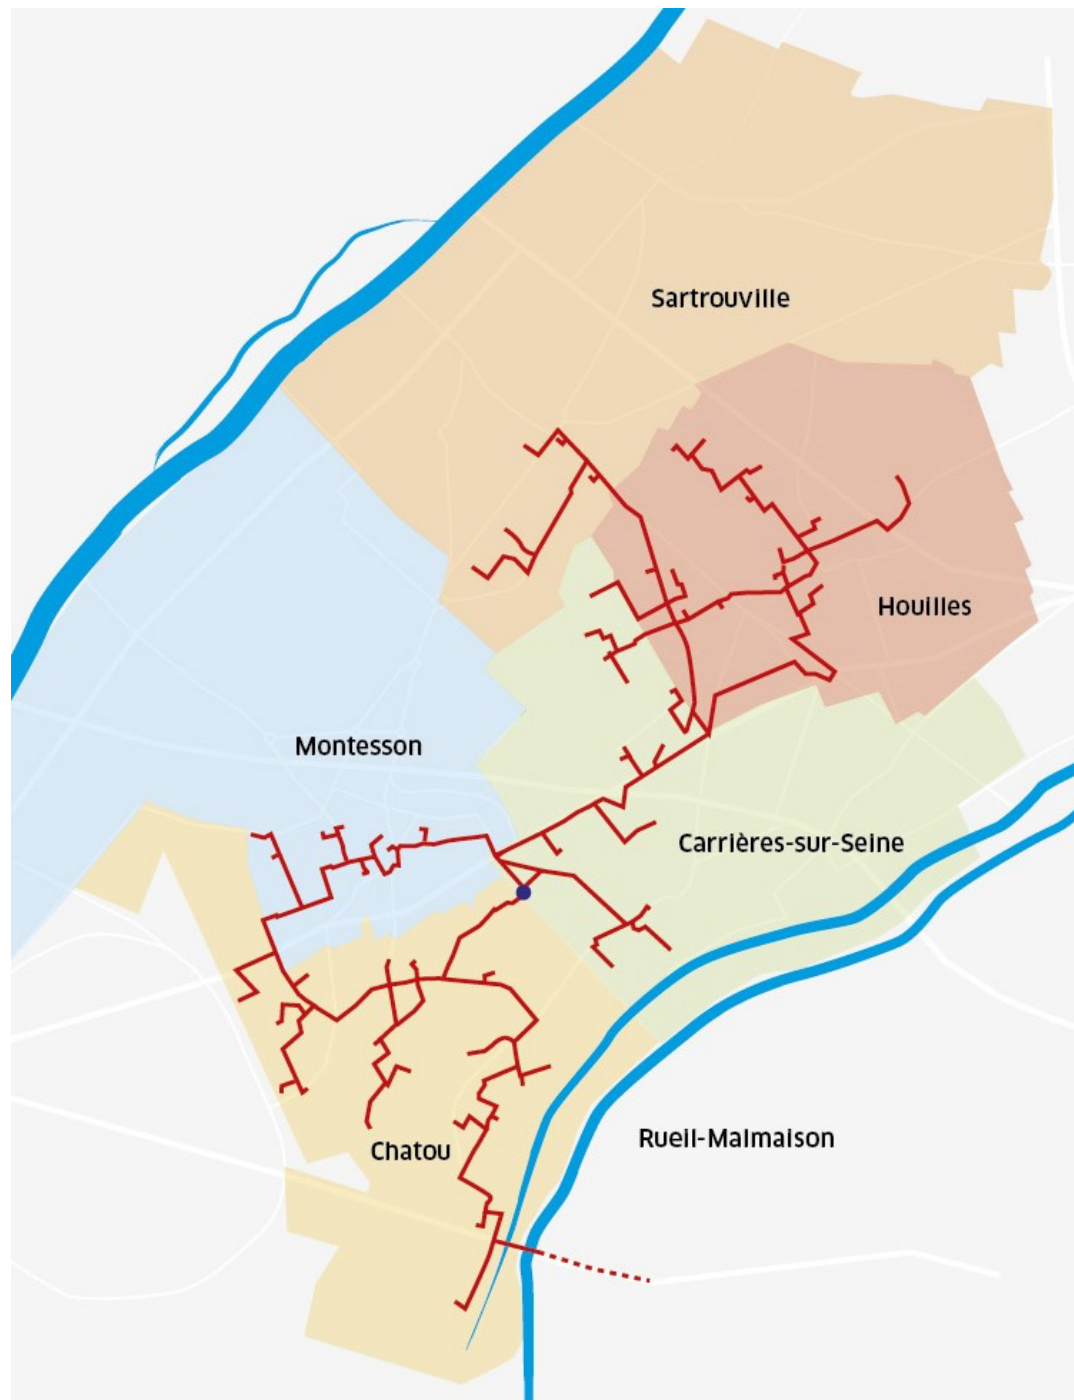 Sartrouville
Houilles
Montesson
Carrières-sur-Seine
Rueil-Malmaison
Chatou